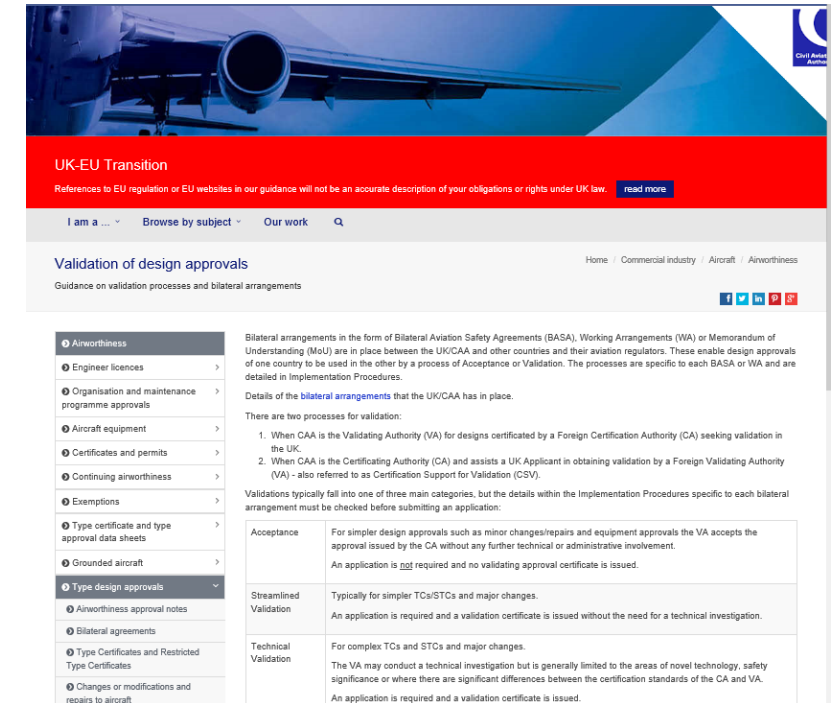 Civil Aviat
Autho
UK-EU Transition
References to EU regulation or EU websites in our guidance will not be an accurate description of your obligations or rights under UK law. read more
I am a ... Browse by subject Our work
Validation of design approvals
Home / Commercial industry / Aircraft / Airworthiness
Guidance on validation processes and bilateral arrangements
Airworthiness
Engineer licences
Organisation and maintenance
programme approvals
Aircraft equipment
Certificates and permits
Continuing airworthiness
Exemptions
Type certificate and type
approval data sheets
Grounded aircraft
Type design approvals
Airworthiness approval notes
Bilateral agreements
Type Certificates and Restricted
Type Certificates
Changes or modifications and
repairs to aircraft
Bilateral arrangements in the form of Bilateral Aviation Safety Agreements (BASA), Working Arrangements (WA) or Memorandum of
Understanding (MoU) are in place between the UK/CAA and other countries and their aviation regulators. These enable design approvals
of one country to be used in the other by a process of Acceptance or Validation. The processes are specific to each BASA or WA and are
detailed in Implementation Procedures.
Details of the bilateral arrangements that the UK/CAA has in place.
There are two processes for validation:
1. When CAA is the Validating Authority (VA) for designs certificated by a Foreign Certification Authority (CA) seeking validation in
the UK.
2. When CAA is the Certificating Authority (CA) and assists a UK Applicant in obtaining validation by a Foreign Validating Authority
(VA) - also referred to as Certification Support for Validation (CSV).
Validations typically fall into one of three main categories, but the details within the Implementation Procedures specific to each bilateral
arrangement must be checked before submitting an application:
Acceptance
For simpler design approvals such as minor changes/repairs and equipment approvals the VA accepts the
approval issued by the CA without any further technical or administrative involvement.
An application is not required and no validating approval certificate is issued.
Streamlined
Validation
Typically for simpler TCs/STCs and major changes.
An application is required and a validation certificate is issued without the need for a technical investigation.
Technical
Validation
For complex TCs and STCs and major changes.
The VA may conduct a technical investigation but is generally limited to the areas of novel technology, safety
significance or where there are significant differences between the certification standards of the CA and VA.
An application is required and a validation certificate is issued.